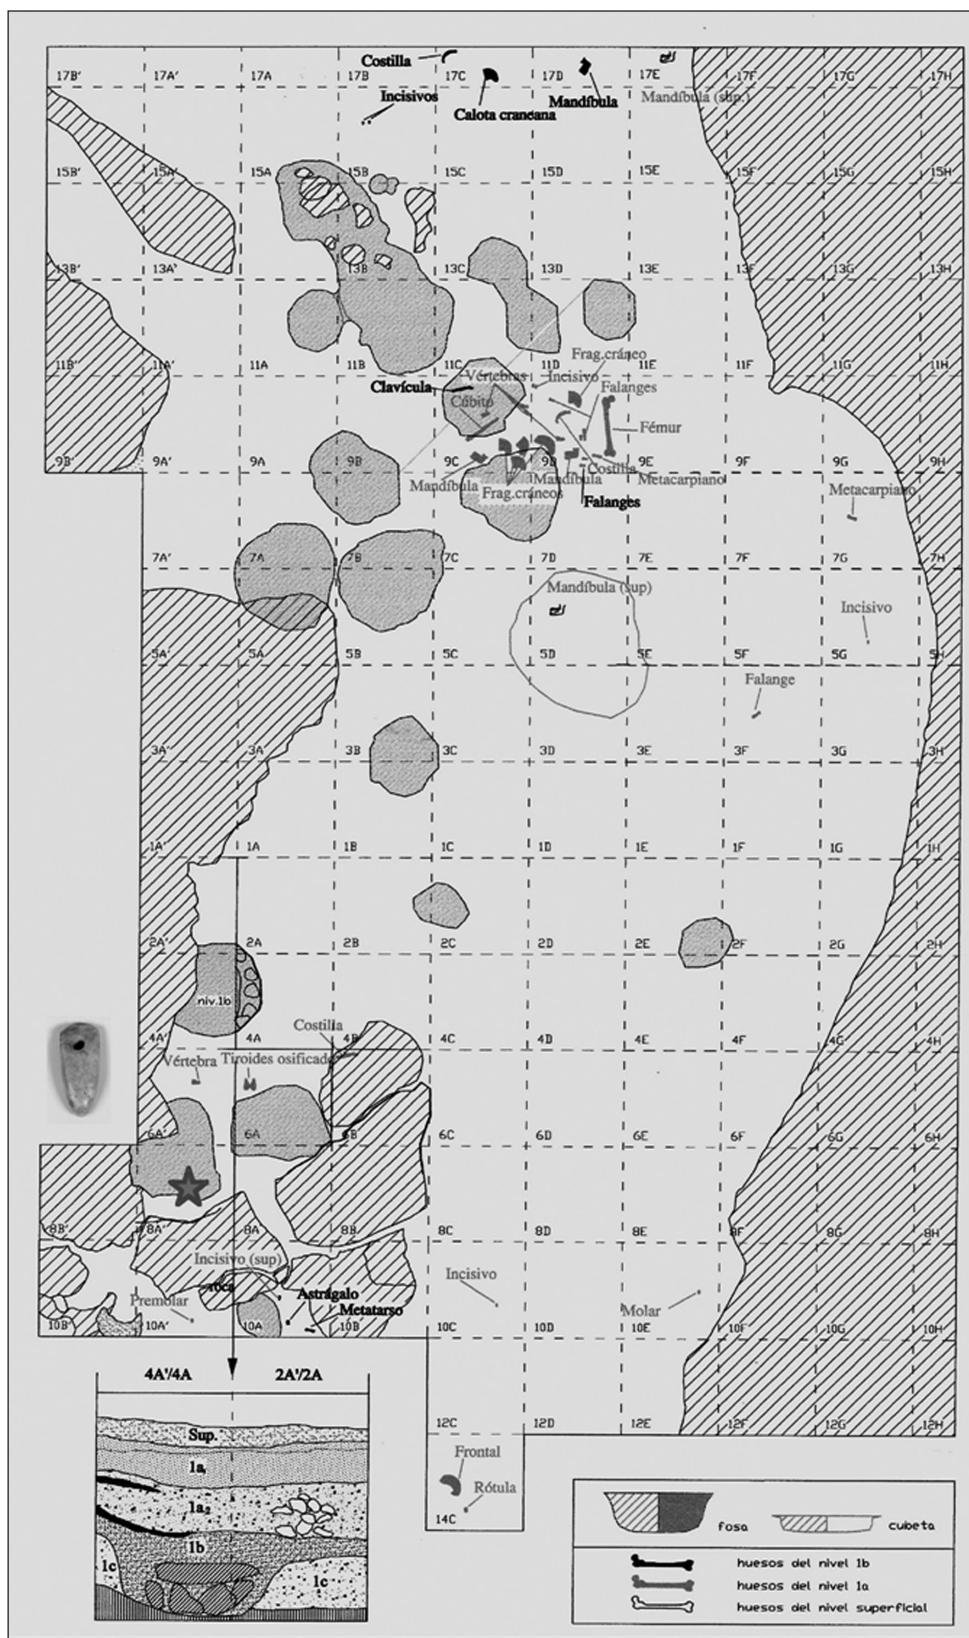 Costilla
17B' 17A' 17A 17B 17C 17D 17E 17F 17G' 17H
Incisivos
Calota craneana
Mandíbula
Mandíbula (sup.)
15B' 15A' 15A 15B 15C 15D 15E 15F 15G 15H
13B' 13A' 13B 13C 13D 13E 13F 13G 13H
Frag.cráneo
11B' 11A' 11A 11B 11C 11D 11E 11F 11G 11H
Clavícula
Vértebras
Incisivo
Falanges
Cúbito
Fémur
9B' 9A' 9A 9B 9C 9D 9E 9F 9G 9H
Mandíbula
Frag.cráneos
Mandíbula
Costilla
Metacarpiano
Metacarpiano
Falanges
7A' 7A 7B 7C 7D 7E 7F 7G 7H
Mandíbula (sup)
Incisivo
5A' 5A 5B 5C 5D 5E 5F 5G 5H
Falange
3A' 3A 3B 3C 3D 3E 3F 3G 3H
1A' 1A 1B 1C 1D 1E 1F 1G 1H
2A' 2A 2B 2C 2D 2E 2F 2G 2H
niv.1b
Costilla
4A' 4A 4B 4C 4D 4E 4F 4G 4H
Vértebra
Tiroides osificado
6A' 6A 6B 6C 6D 6E 6F 6G 6H
8B' 8A' 8A 8B 8C 8D 8E 8F 8G 8H
Incisivo (sup)
roca
Astrágalo
Incisivo
Premolar
Metatarso
Molar
10B' 10A' 10A 10B 10C 10D 10E 10F 10G 10H
4A'/4A 2A'/2A
12C 12D 12E 12F 12G 12H
Sup.
Frontal
1a₁
Rótula
1a₂
14C
1b
1c 1c
fosa cubeta
huesos del nivel 1b
huesos del nivel 1a
huesos del nivel superficial